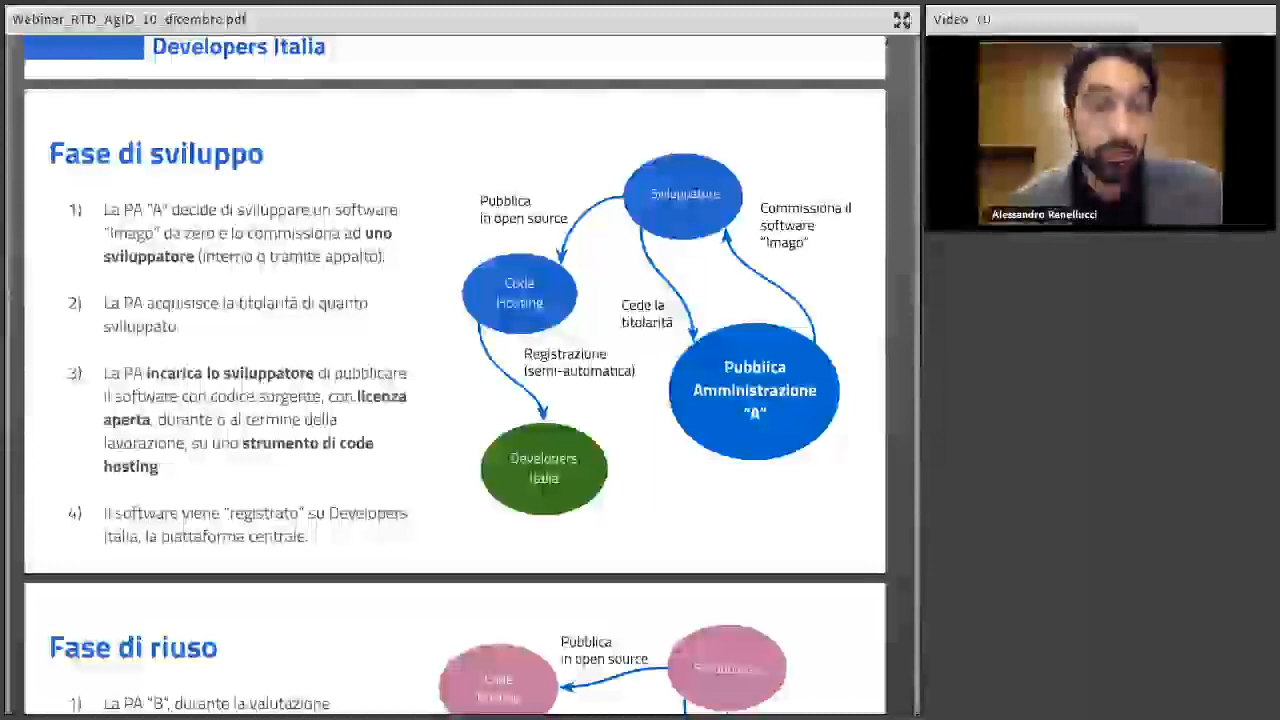 Webinar_RTD_AgID_10_dicembre.pdf
Video (1)
Developers Italia
Alessandro Ranellucci
Fase di sviluppo
1) La PA "A" decide di sviluppare un software
"Imago" da zero e lo commissiona ad uno
sviluppatore (interno o tramite appalto).
2) La PA acquisisce la titolarità di quanto
sviluppato
3) La PA incarica lo sviluppatore di pubblicare
il software con codice sorgente, con licenza
aperta, durante o al termine della
lavorazione, su uno strumento di code
hosting
4) Il software viene "registrato" su Developers
Italia, la piattaforma centrale.
Sviluppatore
Pubblica
in open source
Commissiona il
software
"Imago"
Code
Hosting
Cede la
titolarità
Registrazione
(semi-automatica)
Pubblica
Amministrazione
"A"
Developers
Italia
Fase di riuso
1) La PA "B", durante la valutazione
Pubblica
in open source
Code